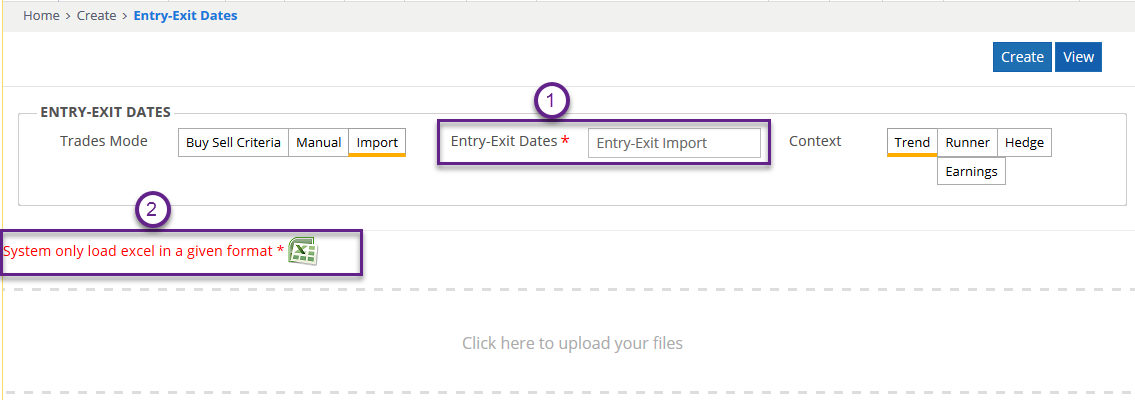 Home > Create > Entry-Exit Dates
Create View
ENTRY-EXIT DATES
1
Trades Mode Buy Sell Criteria Manual Import Entry-Exit Dates * Entry-Exit Import Context Trend Runner Hedge
Earnings
2
System only load excel in a given format *
Click here to upload your files